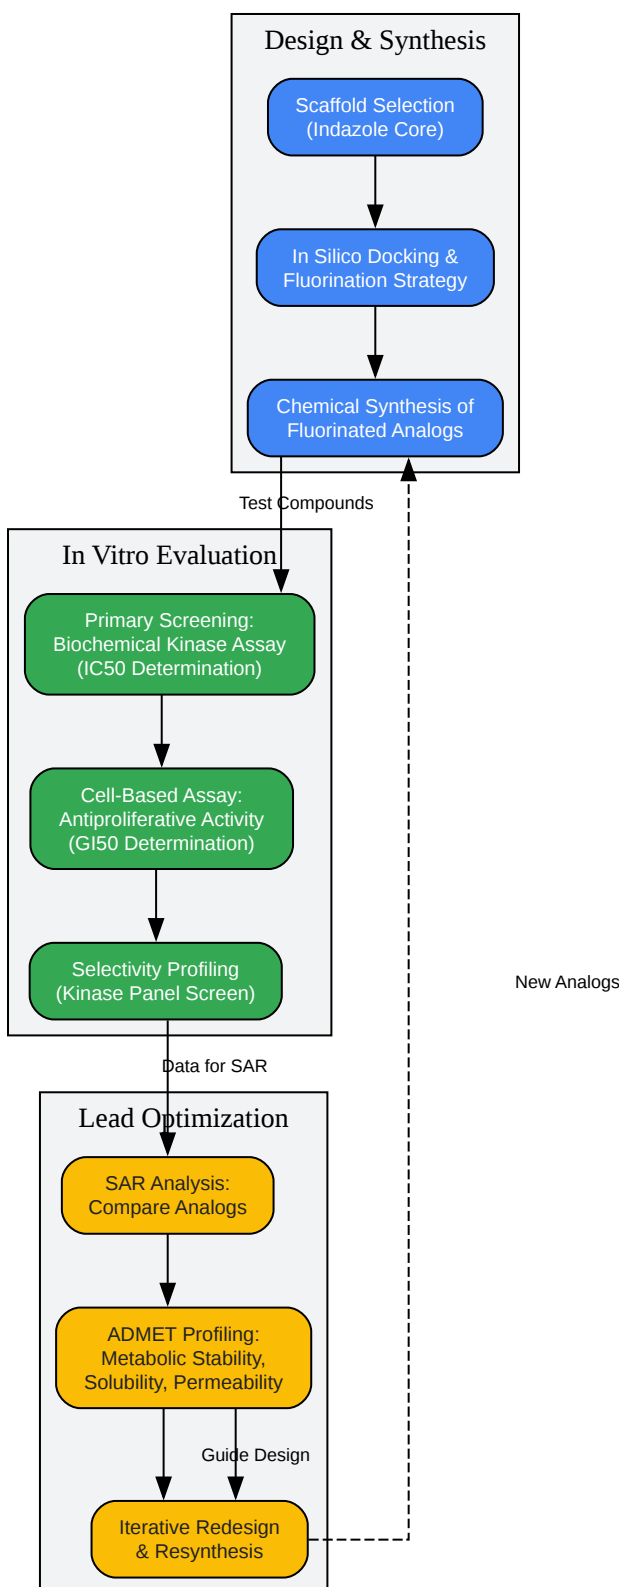 Design & Synthesis
Scaffold Selection
(Indazole Core)
In Silico Docking &
Fluorination Strategy
Chemical Synthesis of
Fluorinated Analogs
Test Compounds
In Vitro Evaluation
Primary Screening:
Biochemical Kinase Assay
(IC50 Determination)
Cell-Based Assay:
Antiproliferative Activity
(GI50 Determination)
Selectivity Profiling
(Kinase Panel Screen)
New Analogs
Data for SAR
Lead Optimization
SAR Analysis:
Compare Analogs
ADMET Profiling:
Metabolic Stability,
Solubility, Permeability
Guide Design
Iterative Redesign
& Resynthesis